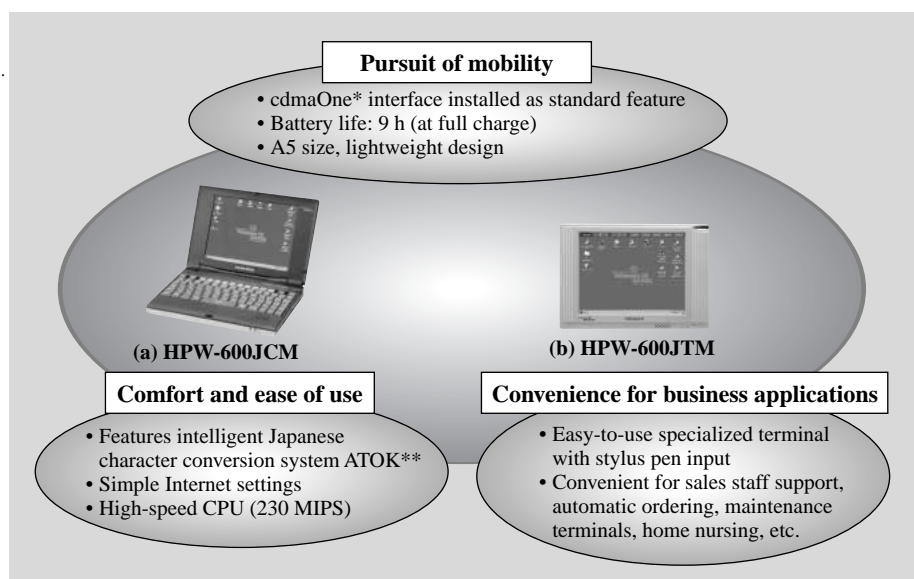 Pursuit of mobility
• cdmaOne* interface installed as standard feature
• Battery life: 9 h (at full charge)
• A5 size, lightweight design
(a) HPW-600JCM
(b) HPW-600JTM
Comfort and ease of use
• Features intelligent Japanese
character conversion system ATOK**
• Simple Internet settings
• High-speed CPU (230 MIPS)
Convenience for business applications
• Easy-to-use specialized terminal
with stylus pen input
• Convenient for sales staff support,
automatic ordering, maintenance
terminals, home nursing, etc.